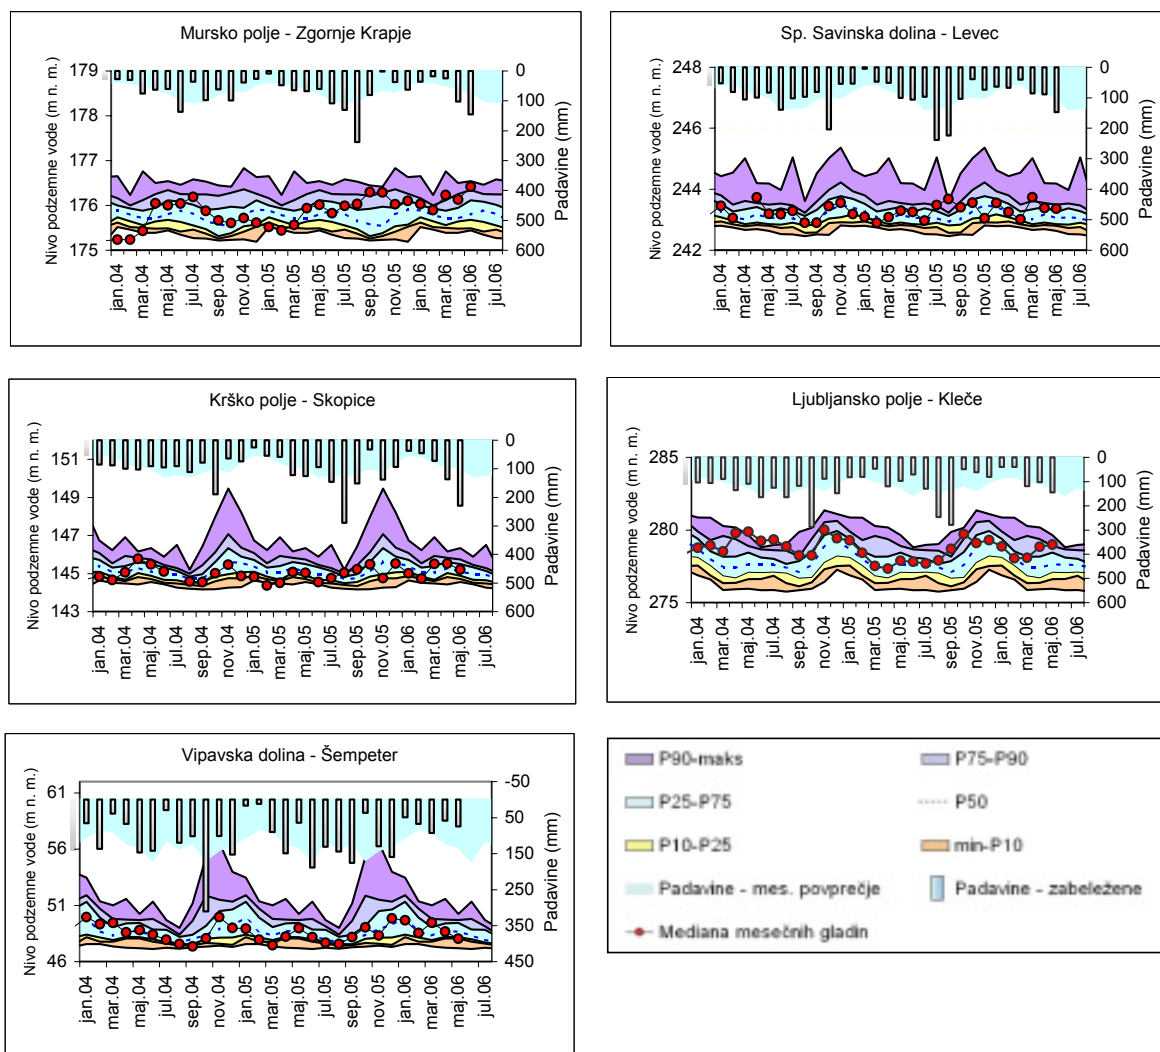 Mursko polje - Zgornje Krapje
Nivo podzemne vode (m n. m.)
179
178
177
176
175
0
100
200
300
400
500
600
Padavine (mm)
jan.04
mar.04
maj.04
jul.04
sep.04
nov.04
jan.05
mar.05
maj.05
jul.05
sep.05
nov.05
jan.06
mar.06
maj.06
jul.06
Sp. Savinska dolina - Levec
Nivo podzemne vode (m n. m.)
248
246
244
242
0
100
200
300
400
500
600
Padavine (mm)
jan.04
mar.04
maj.04
jul.04
sep.04
nov.04
jan.05
mar.05
maj.05
jul.05
sep.05
nov.05
jan.06
mar.06
maj.06
jul.06
Krško polje - Skopice
Nivo podzemne vode (m n. m.)
151
149
147
145
143
0
100
200
300
400
500
600
Padavine (mm)
jan.04
mar.04
maj.04
jul.04
sep.04
nov.04
jan.05
mar.05
maj.05
jul.05
sep.05
nov.05
jan.06
mar.06
maj.06
jul.06
Ljubljansko polje - Kleče
Nivo podzemne vode (m n. m.)
285
280
275
0
100
200
300
400
500
600
Padavine (mm)
jan.04
mar.04
maj.04
jul.04
sep.04
nov.04
jan.05
mar.05
maj.05
jul.05
sep.05
nov.05
jan.06
mar.06
maj.06
jul.06
Vipavska dolina - Šempeter
Nivo podzemne vode (m n. m.)
61
56
51
46
-50
50
150
250
350
450
Padavine (mm)
jan.04
mar.04
maj.04
jul.04
sep.04
nov.04
jan.05
mar.05
maj.05
jul.05
sep.05
nov.05
jan.06
mar.06
maj.06
jul.06
P90-maks
P75-P90
P25-P75
P50
P10-P25
min-P10
Padavine - mes. povprečje
Padavine - zabeležene
Mediana mesečnih gladin